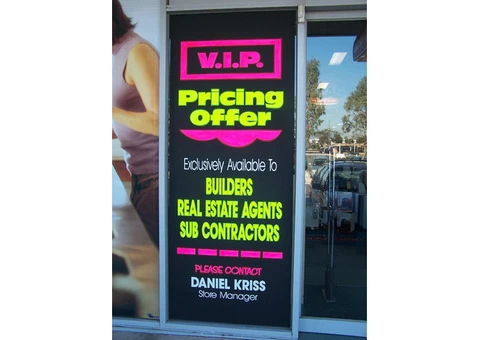 V.I.P.
Pricing
Offer
Exclusively Available To
BUILDERS
REAL ESTATE AGENTS
SUB CONTRACTORS
PLEASE CONTACT
DANIEL KRISS
Store Manager